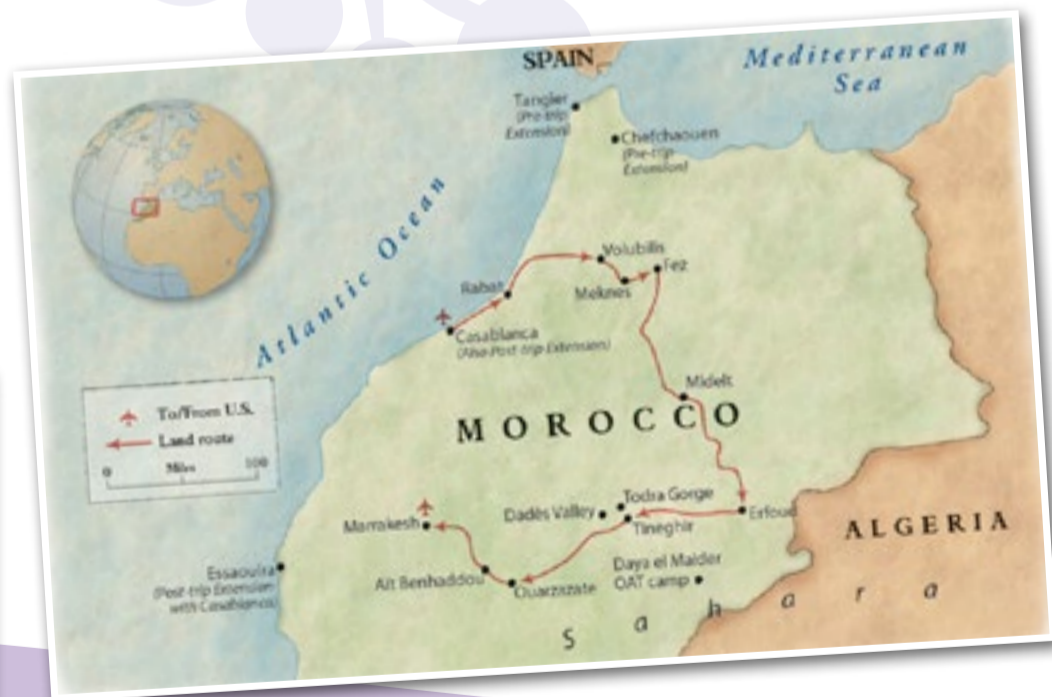 SPAIN
Mediterranean
Sea
Tangier
(Pre-trip
Extension)
Chefchaouen
(Pre-trip
Extension)
Atlantic Ocean
Volubilis
Fez
Rabat
Meknes
Casablanca
(Also Post-trip Extension)
To/From U.S.
Land route
0 Miles 100
Midelt
MOROCCO
Todra Gorge
Dadès Valley
Erfoud
Marrakesh
Tineghir
ALGERIA
Essaouira
(Post-trip Extension
with Casablanca)
Ait Benhaddou
Ouarzazate
Daya el Maider
OAT camp
Sahara